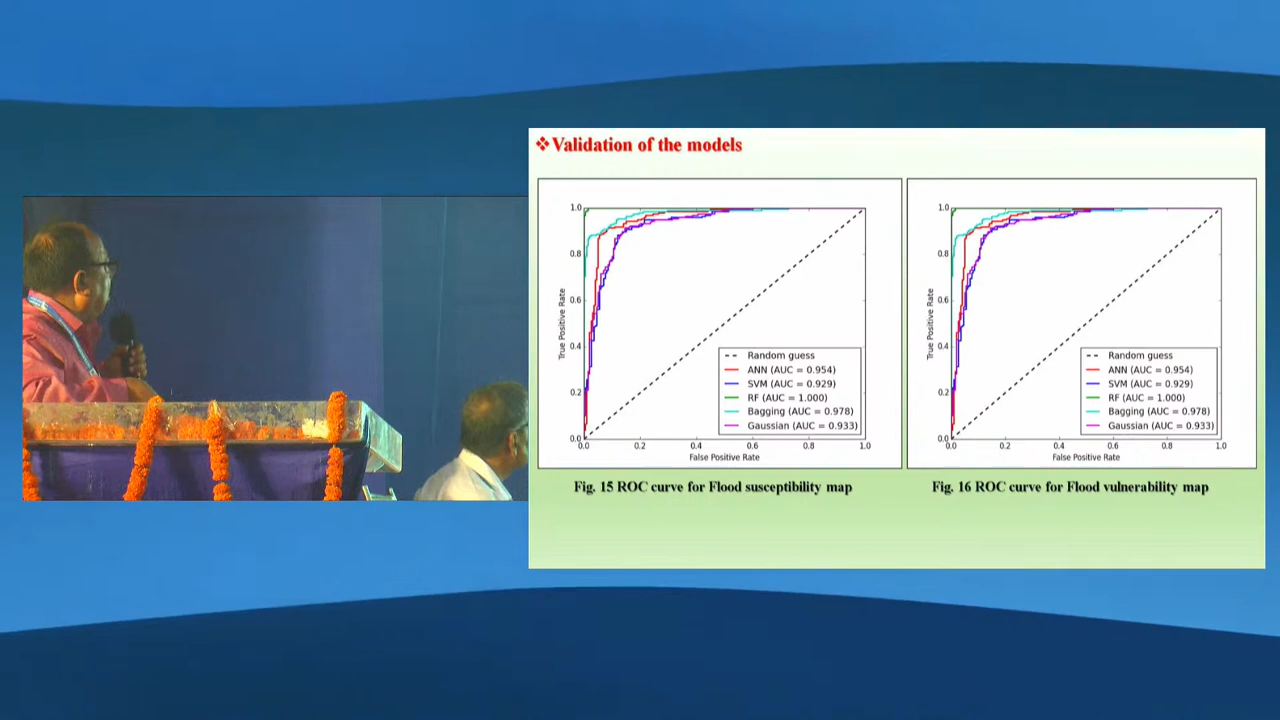 ❖Validation of the models
1.0
0.8
0.6
0.4
0.2
0.0
0.0 0.2 0.4 0.6 0.8 1.0
True Positive Rate
False Positive Rate
Random guess
ANN (AUC = 0.954)
SVM (AUC = 0.929)
RF (AUC = 1.000)
Bagging (AUC = 0.978)
Gaussian (AUC = 0.933)
Fig. 15 ROC curve for Flood susceptibility map
1.0
0.8
0.6
0.4
0.2
0.0
0.0 0.2 0.4 0.6 0.8 1.0
True Positive Rate
False Positive Rate
Random guess
ANN (AUC = 0.954)
SVM (AUC = 0.929)
RF (AUC = 1.000)
Bagging (AUC = 0.978)
Gaussian (AUC = 0.933)
Fig. 16 ROC curve for Flood vulnerability map